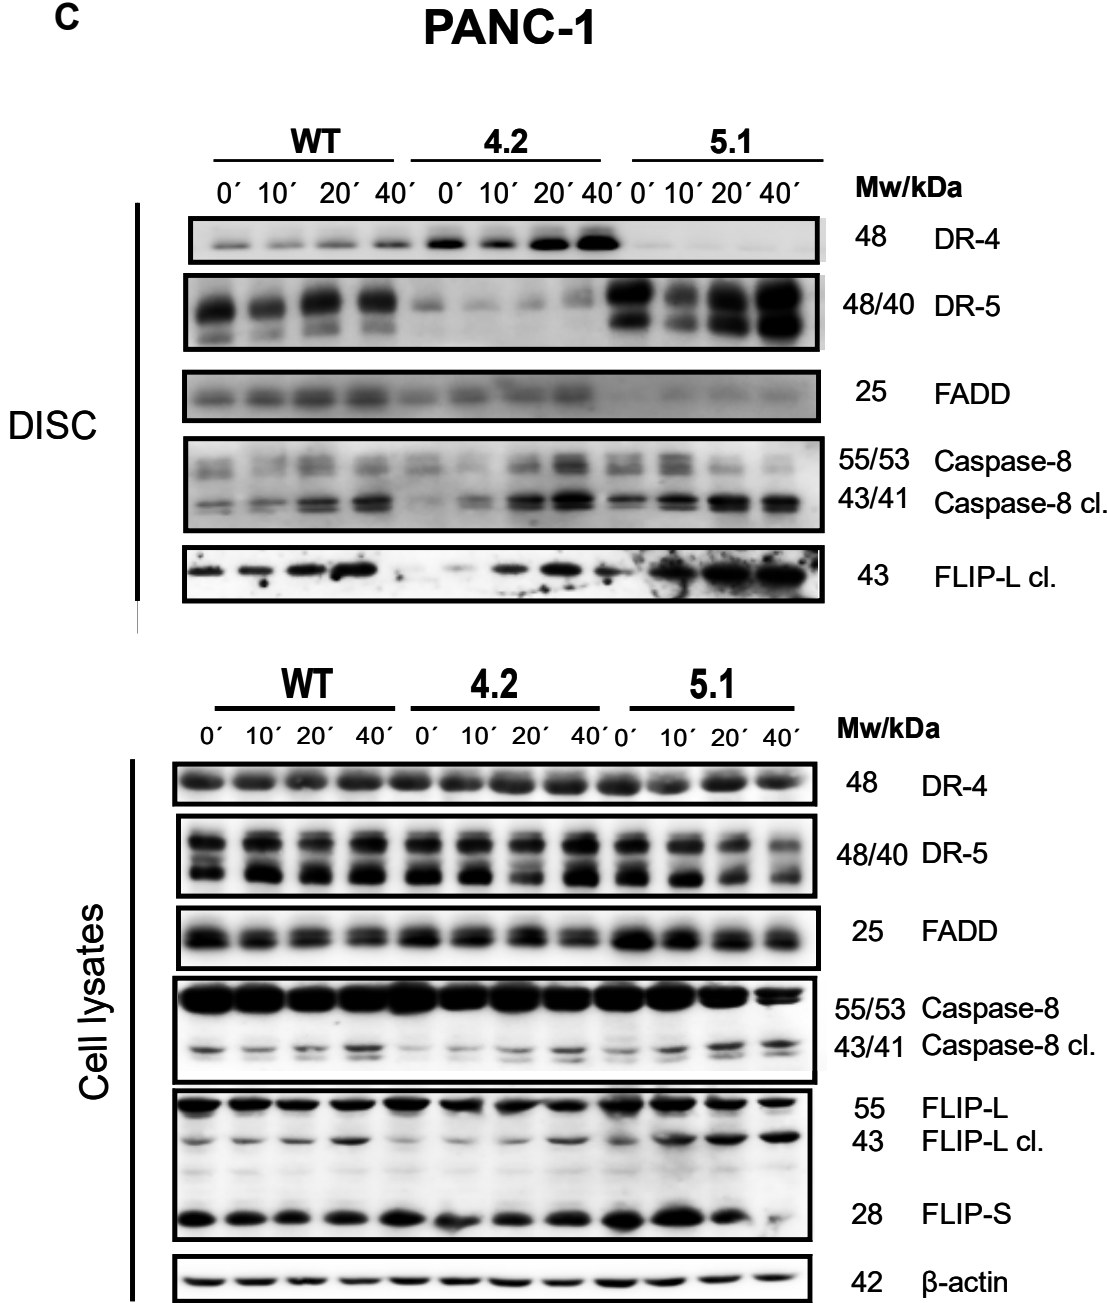 C
PANC-1
WT 4.2 5.1
0´ 10´ 20´ 40´ 0´ 10´ 20´ 40´ 0´ 10´ 20´ 40´ Mw/kDa
48 DR-4
48/40 DR-5
25 FADD
DISC
55/53 Caspase-8
43/41 Caspase-8 cl.
43 FLIP-L cl.
WT 4.2 5.1
0´ 10´ 20´ 40´ 0´ 10´ 20´ 40´ 0´ 10´ 20´ 40´ Mw/kDa
48 DR-4
48/40 DR-5
25 FADD
Cell lysates
55/53 Caspase-8
43/41 Caspase-8 cl.
55 FLIP-L
43 FLIP-L cl.
28 FLIP-S
42 β-actin